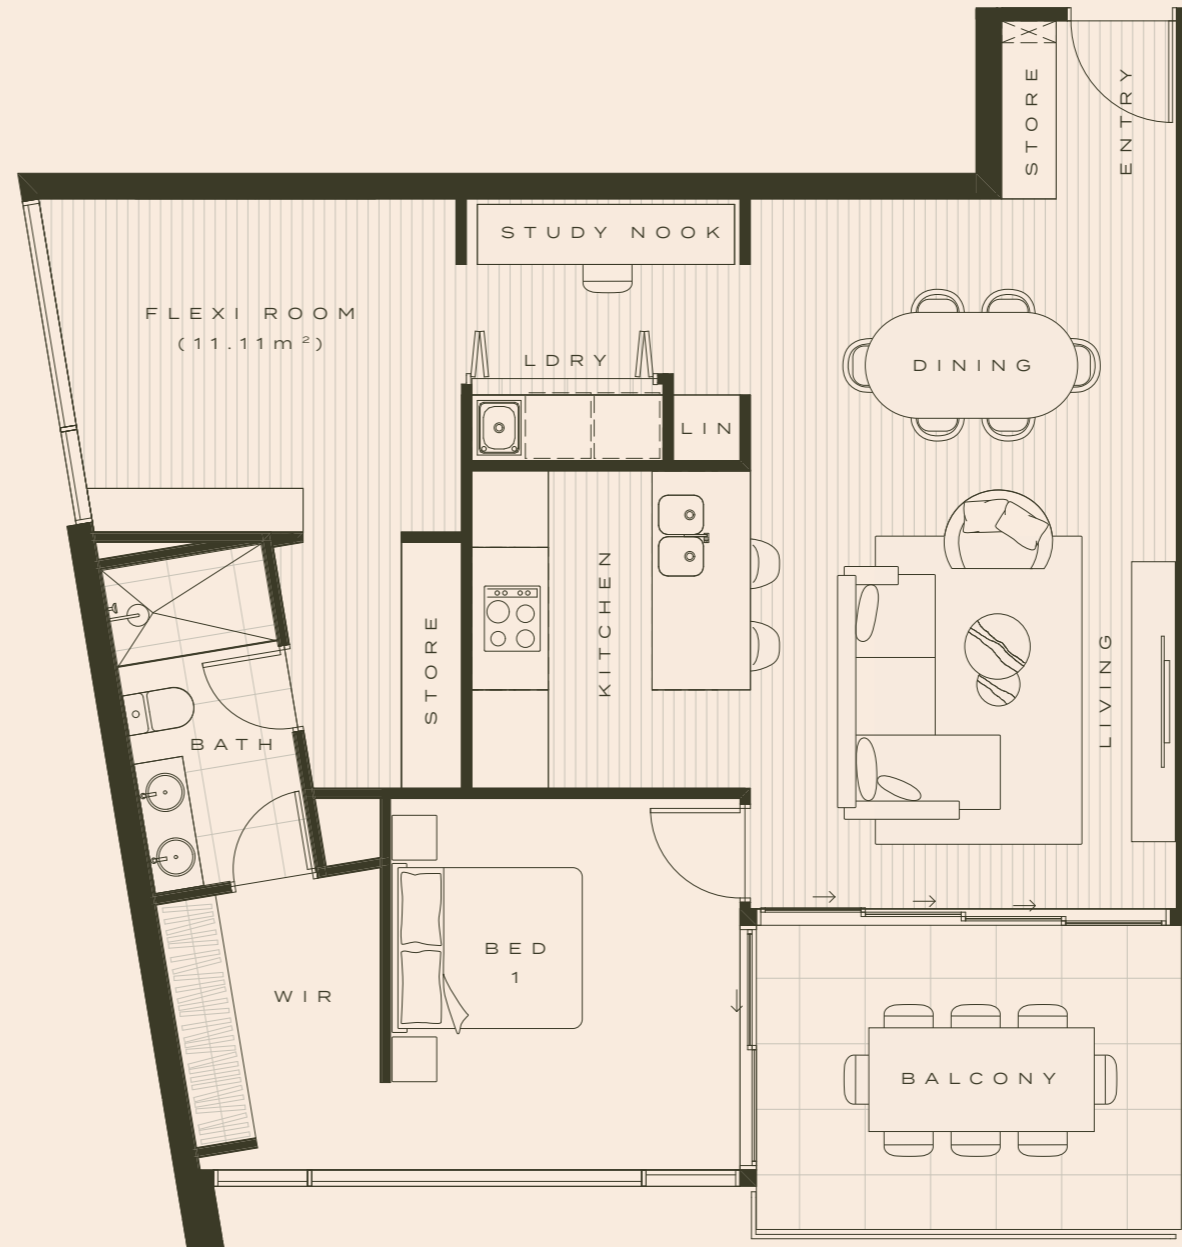 STORE
ENTRY
STUDY NOOK
FLEXI ROOM
(11.11m²)
LDRY
DINING
LIN
KITCHEN
STORE
LIVING
BATH
BED
1
WIR
BALCONY